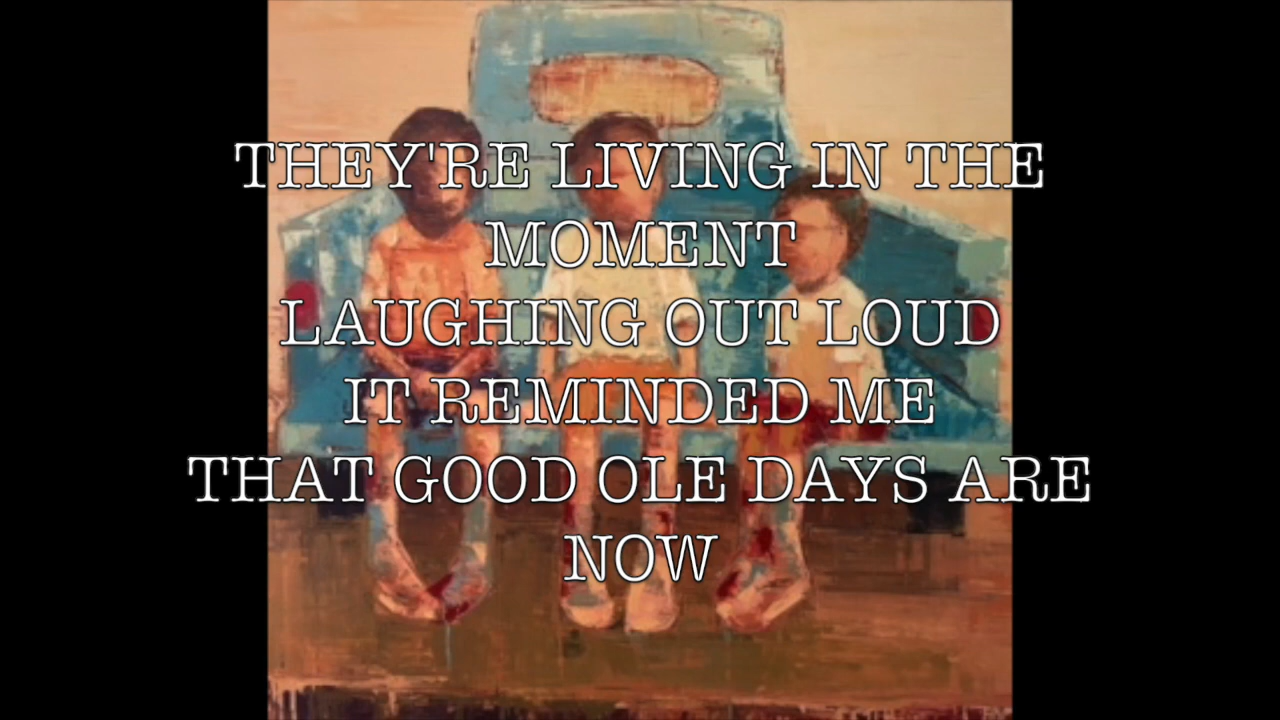 THEY'RE LIVING IN THE
MOMENT
LAUGHING OUT LOUD
IT REMINDED ME
THAT GOOD OLE DAYS ARE
NOW